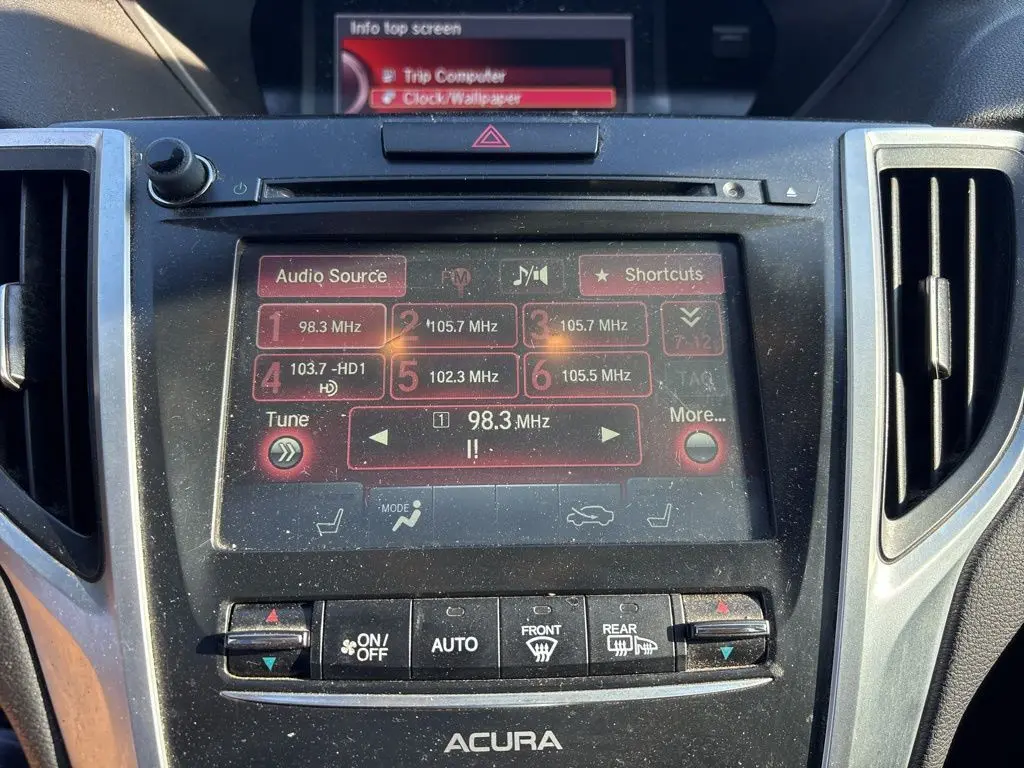 Info top screen
Trip Computer
Clock/Wallpaper
Audio Source
FM
★ Shortcuts
1 98.3 MHz
2 105.7 MHz
3 105.7 MHz
7-12
4 103.7 -HD1
HD
5 102.3 MHz
6 105.5 MHz
TAG
Tune
1 98.3 MHz
More...
MODE
ON/
OFF
AUTO
FRONT
REAR
ACURA